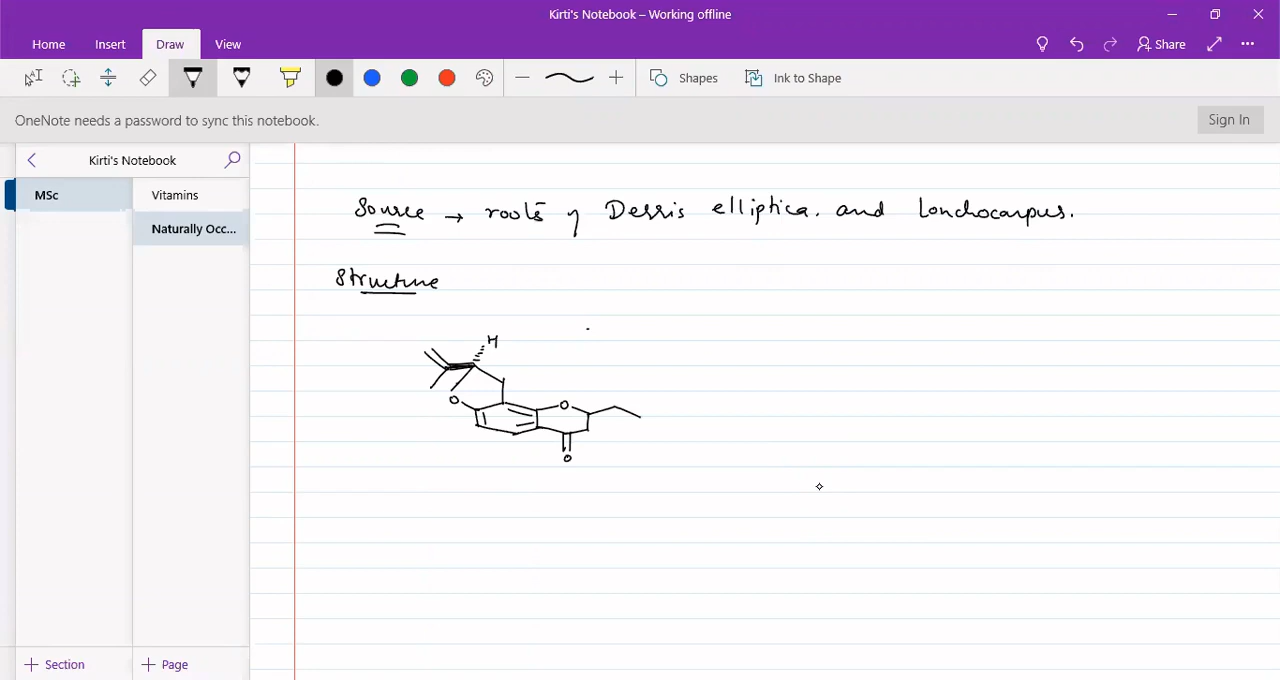 Kirti's Notebook – Working offline
Home Insert Draw View Share
Shapes Ink to Shape
OneNote needs a password to sync this notebook. Sign In
Kirti's Notebook
MSc Vitamins
Naturally Occ...
Source → roots of Derris elliptica. and Lonchocarpus.
Structure
H
O
O
O
Section Page